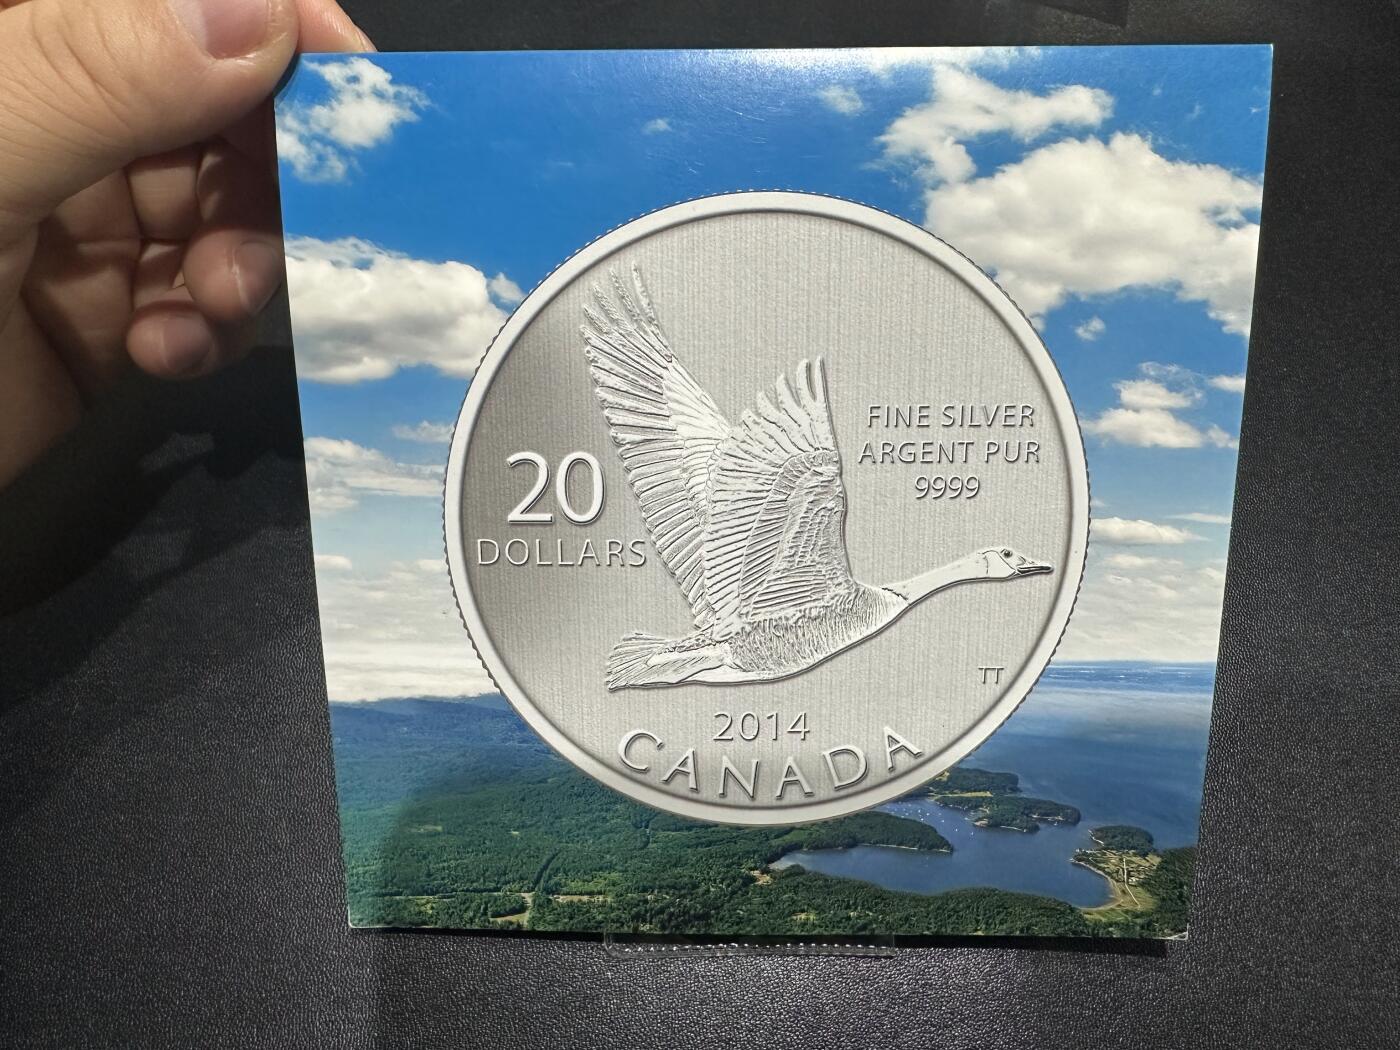 FINE SILVER
ARGENT PUR
9999
20
DOLLARS
TT
2014
CANADA